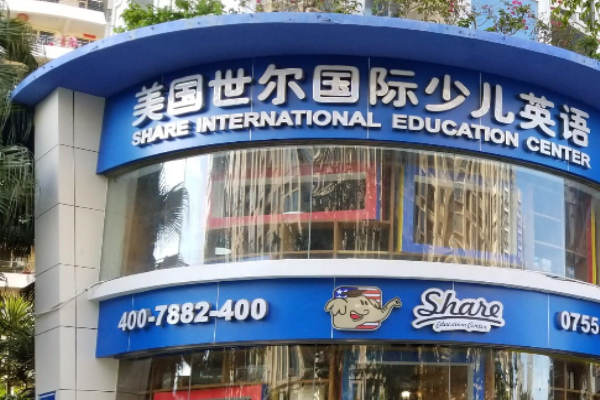 美国世尔国际少儿英语
SHARE INTERNATIONAL EDUCATION CENTER
400-7882-400
Share
Education Center
0755